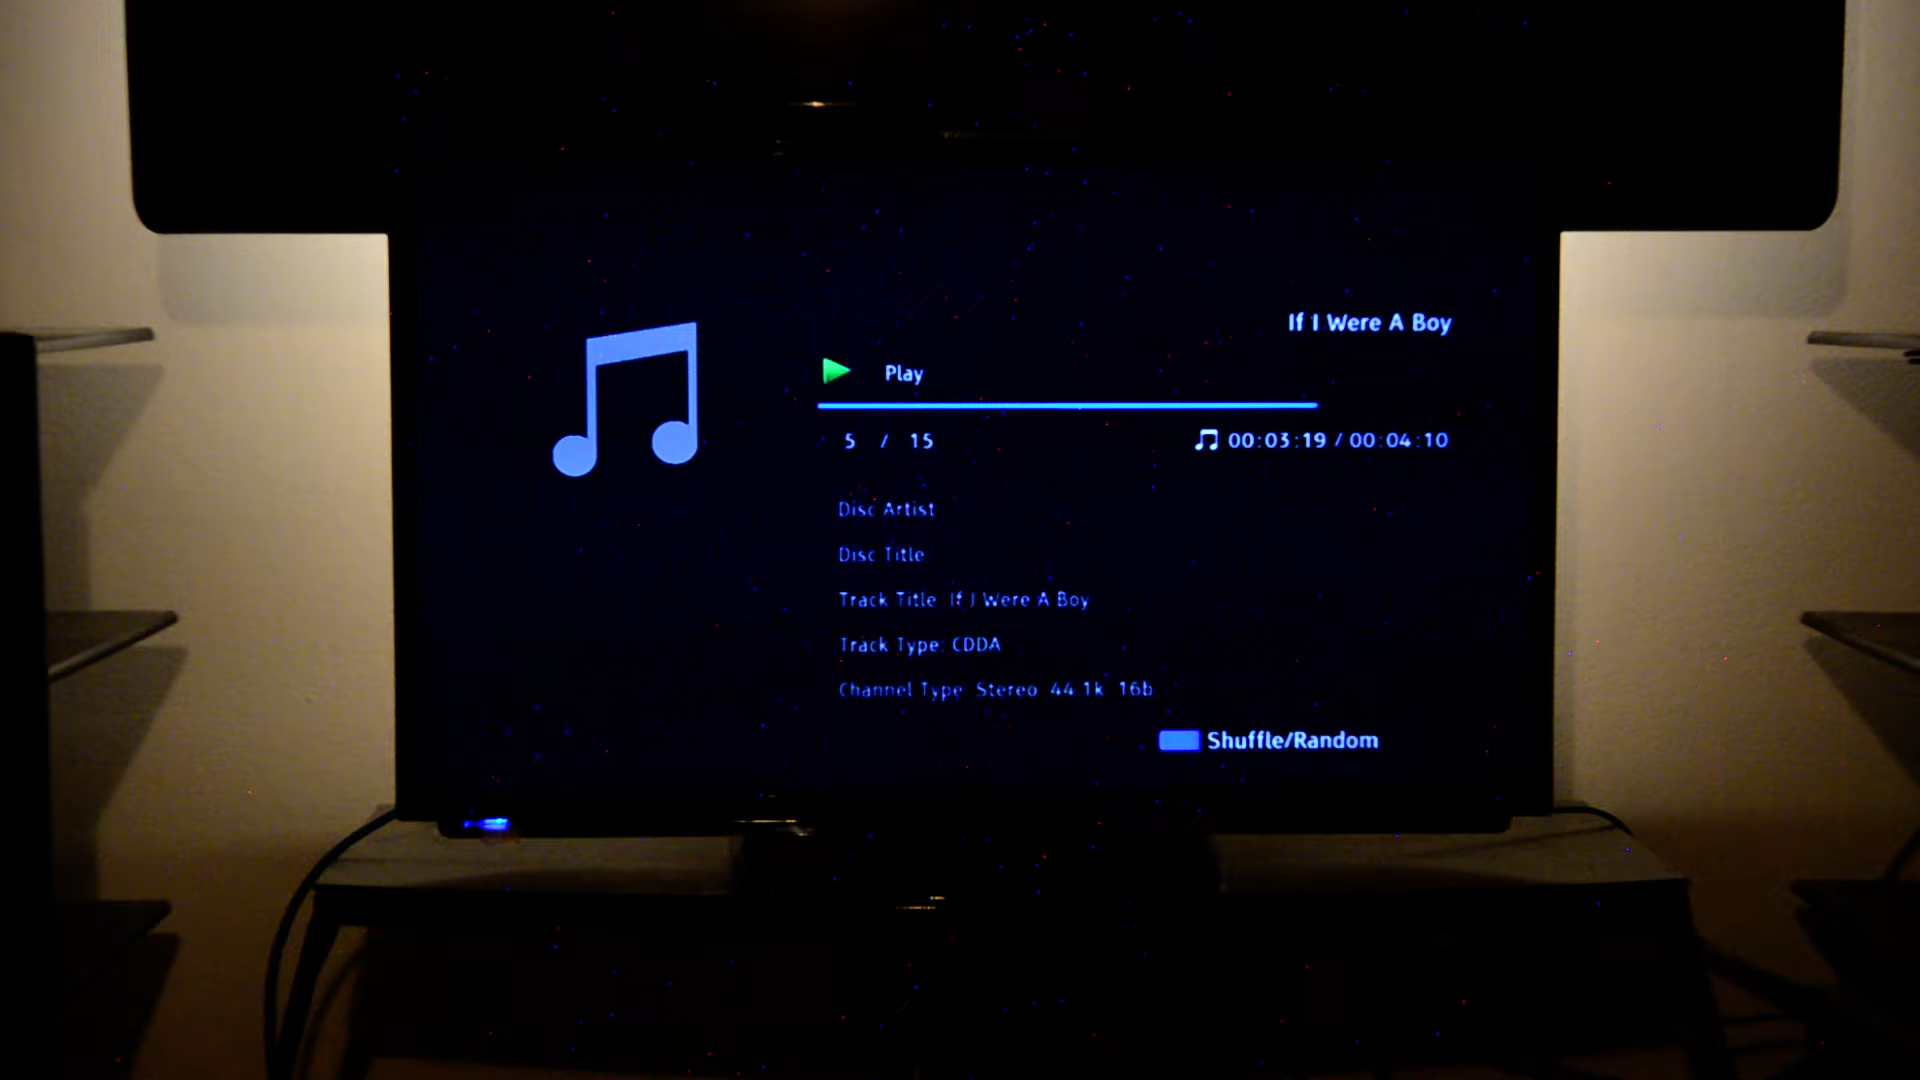 If I Were A Boy
Play
5 / 15
00:03:19 / 00:04:10
Disc Artist
Disc Title
Track Title: If I Were A Boy
Track Type: CDDA
Channel Type: Stereo 44.1k 16b
Shuffle/Random